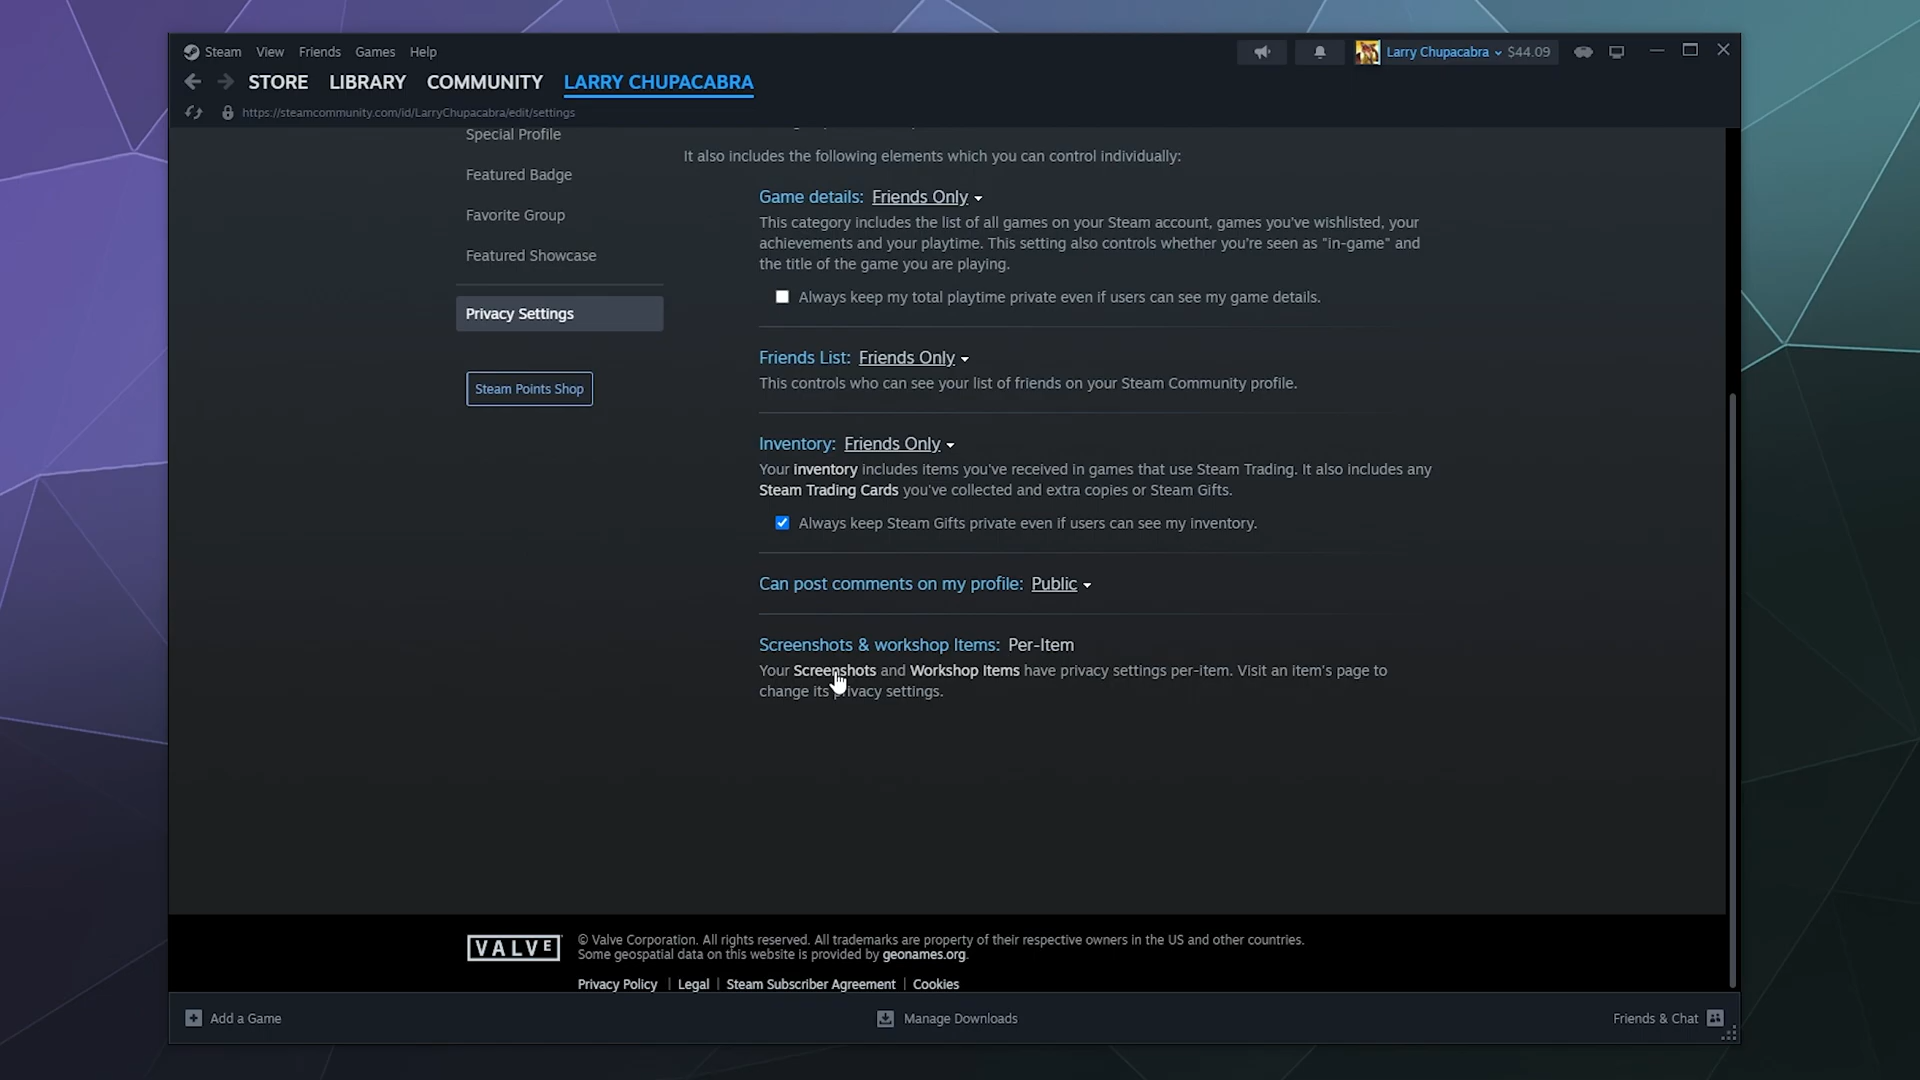 Steam View Friends Games Help
Larry Chupacabra $44.09
STORE LIBRARY COMMUNITY LARRY CHUPACABRA
https://steamcommunity.com/id/LarryChupacabra/edit/settings
Special Profile
Featured Badge
Favorite Group
Featured Showcase
Privacy Settings
Steam Points Shop
It also includes the following elements which you can control individually:
Game details: Friends Only
This category includes the list of all games on your Steam account, games you've wishlisted, your
achievements and your playtime. This setting also controls whether you're seen as "in-game" and
the title of the game you are playing.
Always keep my total playtime private even if users can see my game details.
Friends List: Friends Only
This controls who can see your list of friends on your Steam Community profile.
Inventory: Friends Only
Your inventory includes items you've received in games that use Steam Trading. It also includes any
Steam Trading Cards you've collected and extra copies or Steam Gifts.
Always keep Steam Gifts private even if users can see my inventory.
Can post comments on my profile: Public
Screenshots & workshop Items: Per-Item
Your Screenshots and Workshop Items have privacy settings per-item. Visit an item's page to
change its privacy settings.
VALVE
© Valve Corporation. All rights reserved. All trademarks are property of their respective owners in the US and other countries.
Some geospatial data on this website is provided by geonames.org.
Privacy Policy | Legal | Steam Subscriber Agreement | Cookies
Add a Game
Manage Downloads
Friends & Chat